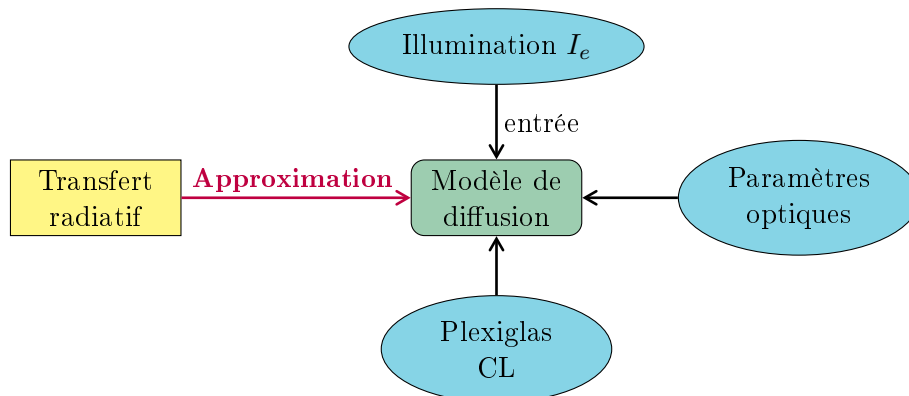 Illumination I_e
entrée
Transfert
radiatif
Approximation
Modèle de
diffusion
Paramètres
optiques
Plexiglas
CL